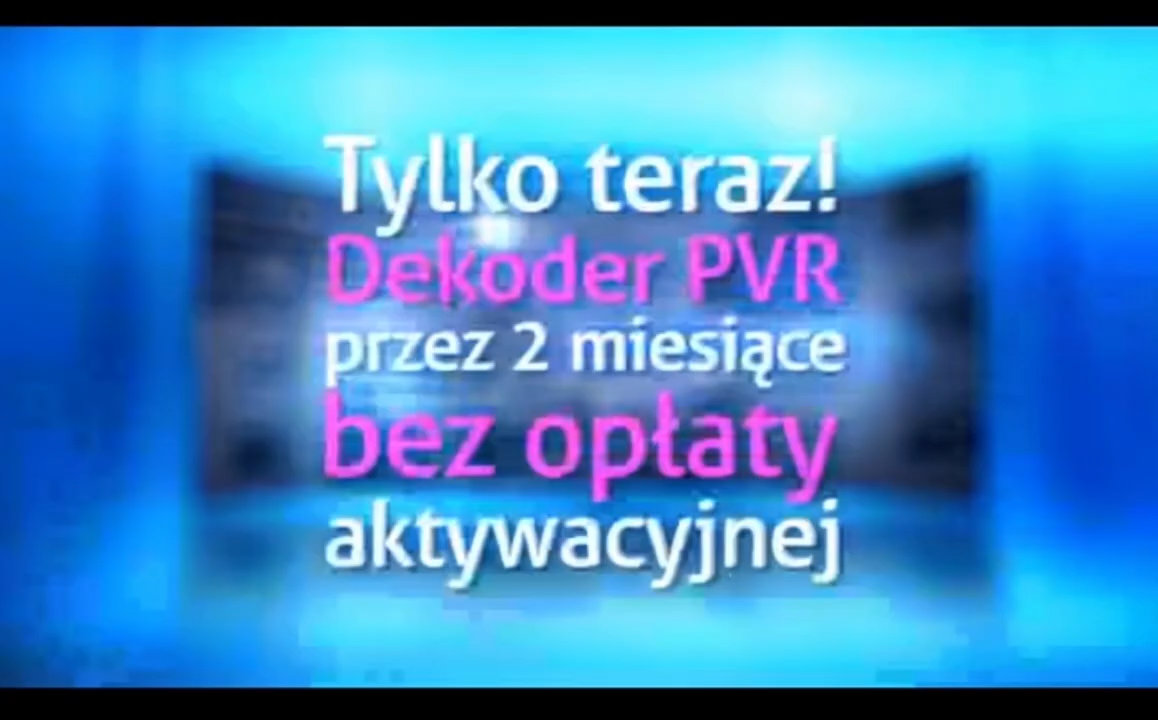 Tylko teraz!
Dekoder PVR
przez 2 miesiące
bez opłaty
aktywacyjnej